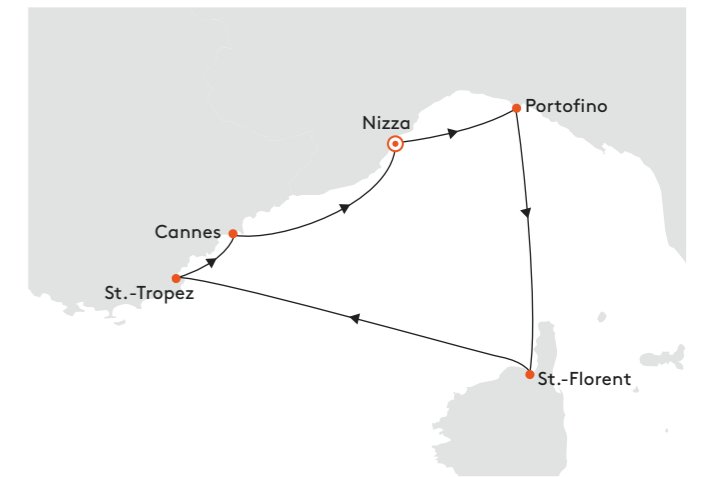 Portofino
Nizza
Cannes
St.-Tropez
St.-Florent